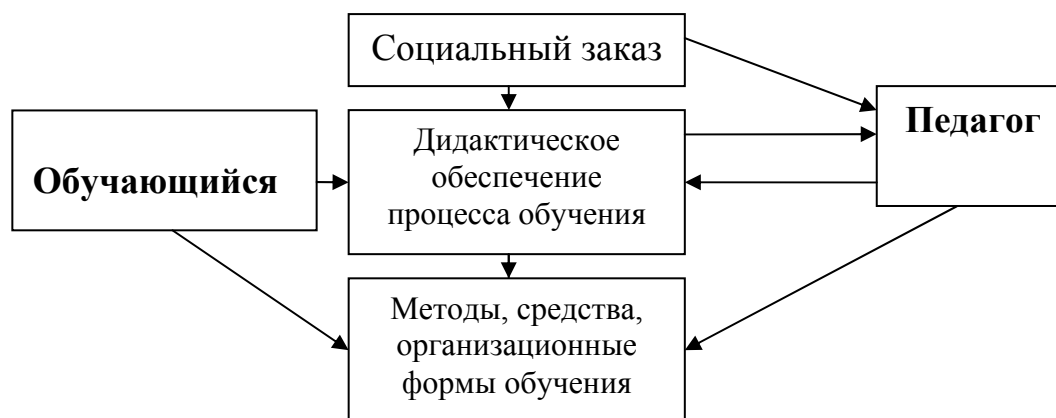 Социальный заказ
Педагог
Обучающийся
Дидактическое
обеспечение
процесса обучения
Методы, средства,
организационные
формы обучения